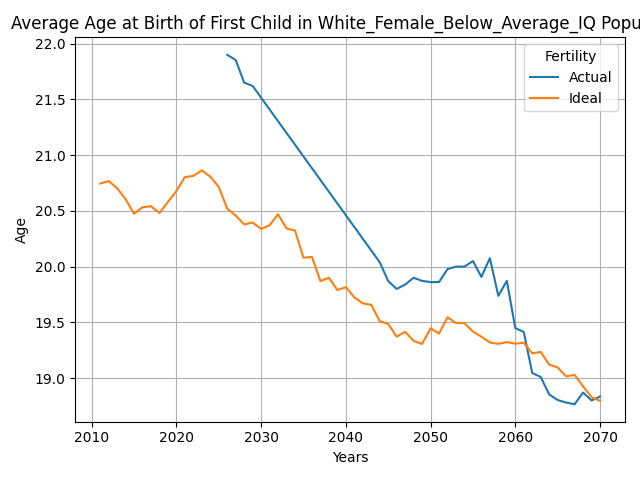 Average Age at Birth of First Child in White_Female_Below_Average_IQ Popu
Fertility
Actual
Ideal
22.0
21.5
21.0
20.5
20.0
19.5
19.0
Age
2010 2020 2030 2040 2050 2060 2070
Years